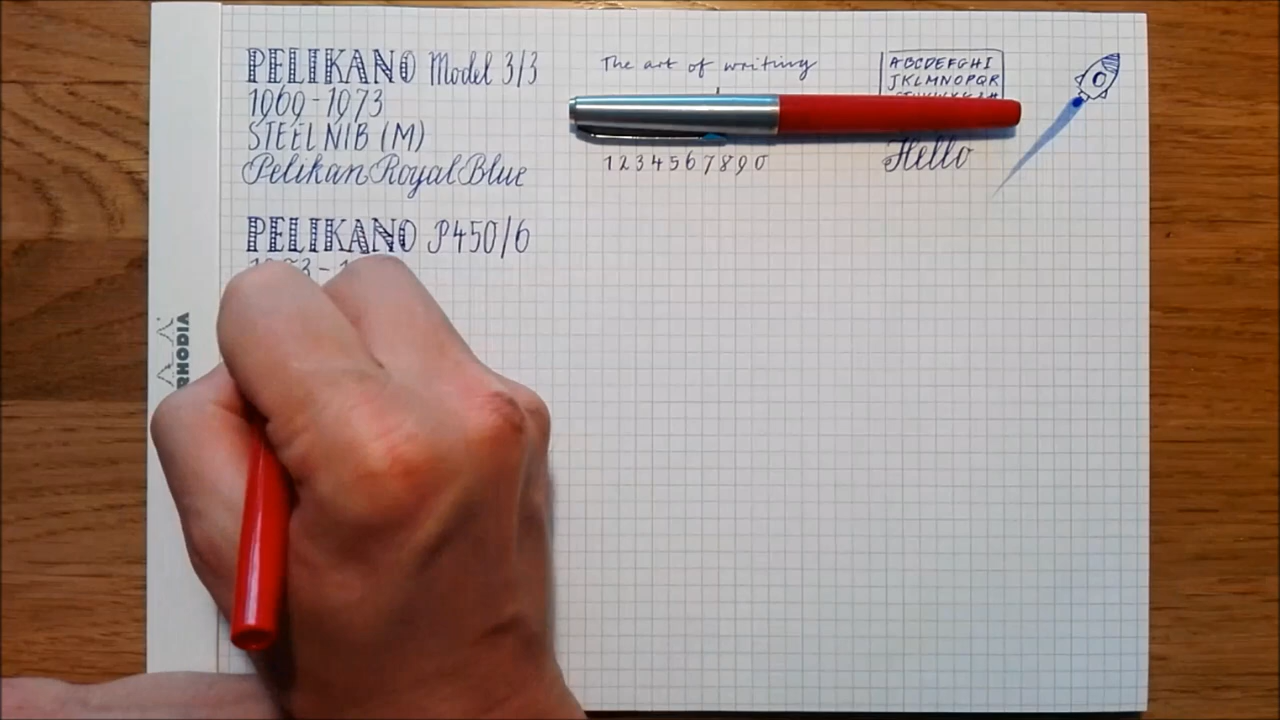 PELIKANO Model 3/3
1969-1973
STEEL NIB (M)
Pelikan Royal Blue
PELIKANO P450/6
The art of writing
1234567890
ABCDEFGHI
JKLMNOPQR
Hello
RHODIA